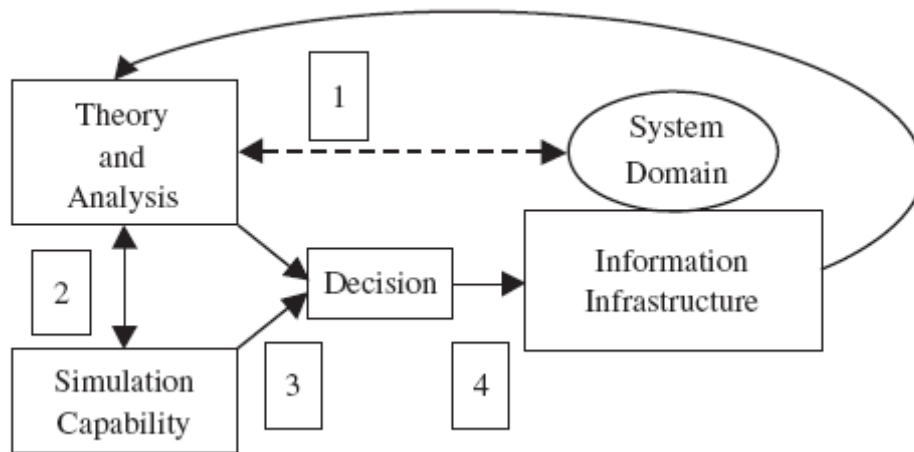 1
Theory
and
Analysis
System
Domain
2
Decision
Information
Infrastructure
Simulation
Capability
3
4